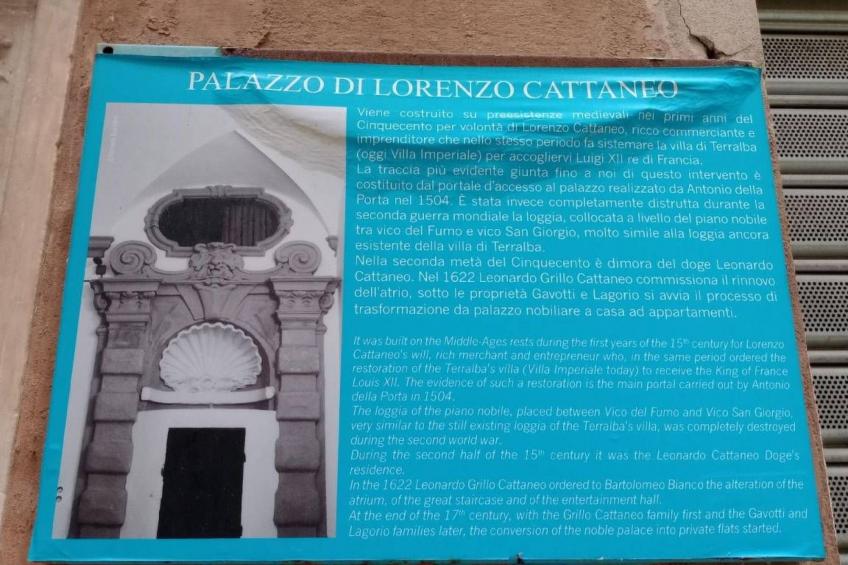 PALAZZO DI LORENZO CATTANEO
Viene costruito su preesistenze medievali nei primi anni del
Cinquecento per volontà di Lorenzo Cattaneo, ricco commerciante e
imprenditore che nello stesso periodo fa sistemare la villa di Terralba
(oggi Villa Imperiale) per accogliervi Luigi XII re di Francia.
La traccia più evidente giunta fino a noi di questo intervento è
costituito dal portale d'accesso al palazzo realizzato da Antonio della
Porta nel 1504. È stata invece completamente distrutta durante la
seconda guerra mondiale la loggia, collocata a livello del piano nobile
tra vico del Fumo e vico San Giorgio, molto simile alla loggia ancora
esistente della villa di Terralba.
Nella seconda metà del Cinquecento è dimora del doge Leonardo
Cattaneo. Nel 1622 Leonardo Grillo Cattaneo commissiona il rinnovo
dell'atrio, sotto le proprietà Gavotti e Lagorio si avvia il processo di
trasformazione da palazzo nobiliare a casa ad appartamenti.
It was built on the Middle-Ages rests during the first years of the 15th century for Lorenzo
Cattaneo's will, rich merchant and entrepreneur who, in the same period ordered the
restoration of the Terralba's villa (Villa Imperiale today) to receive the King of France
Louis XII. The evidence of such a restoration is the main portal carried out by Antonio
della Porta in 1504.
The loggia of the piano nobile, placed between Vico del Fumo and Vico San Giorgio,
very similar to the still existing loggia of the Terralba's villa, was completely destroyed
during the second world war.
During the second half of the 15th century it was the Leonardo Cattaneo Doge's
residence.
In the 1622 Leonardo Grillo Cattaneo ordered to Bartolomeo Bianco the alteration of the
atrium, of the great staircase and of the entertainment hall.
At the end of the 17th century, with the Grillo Cattaneo family first and the Gavotti and
Lagorio families later, the conversion of the noble palace into private flats started.